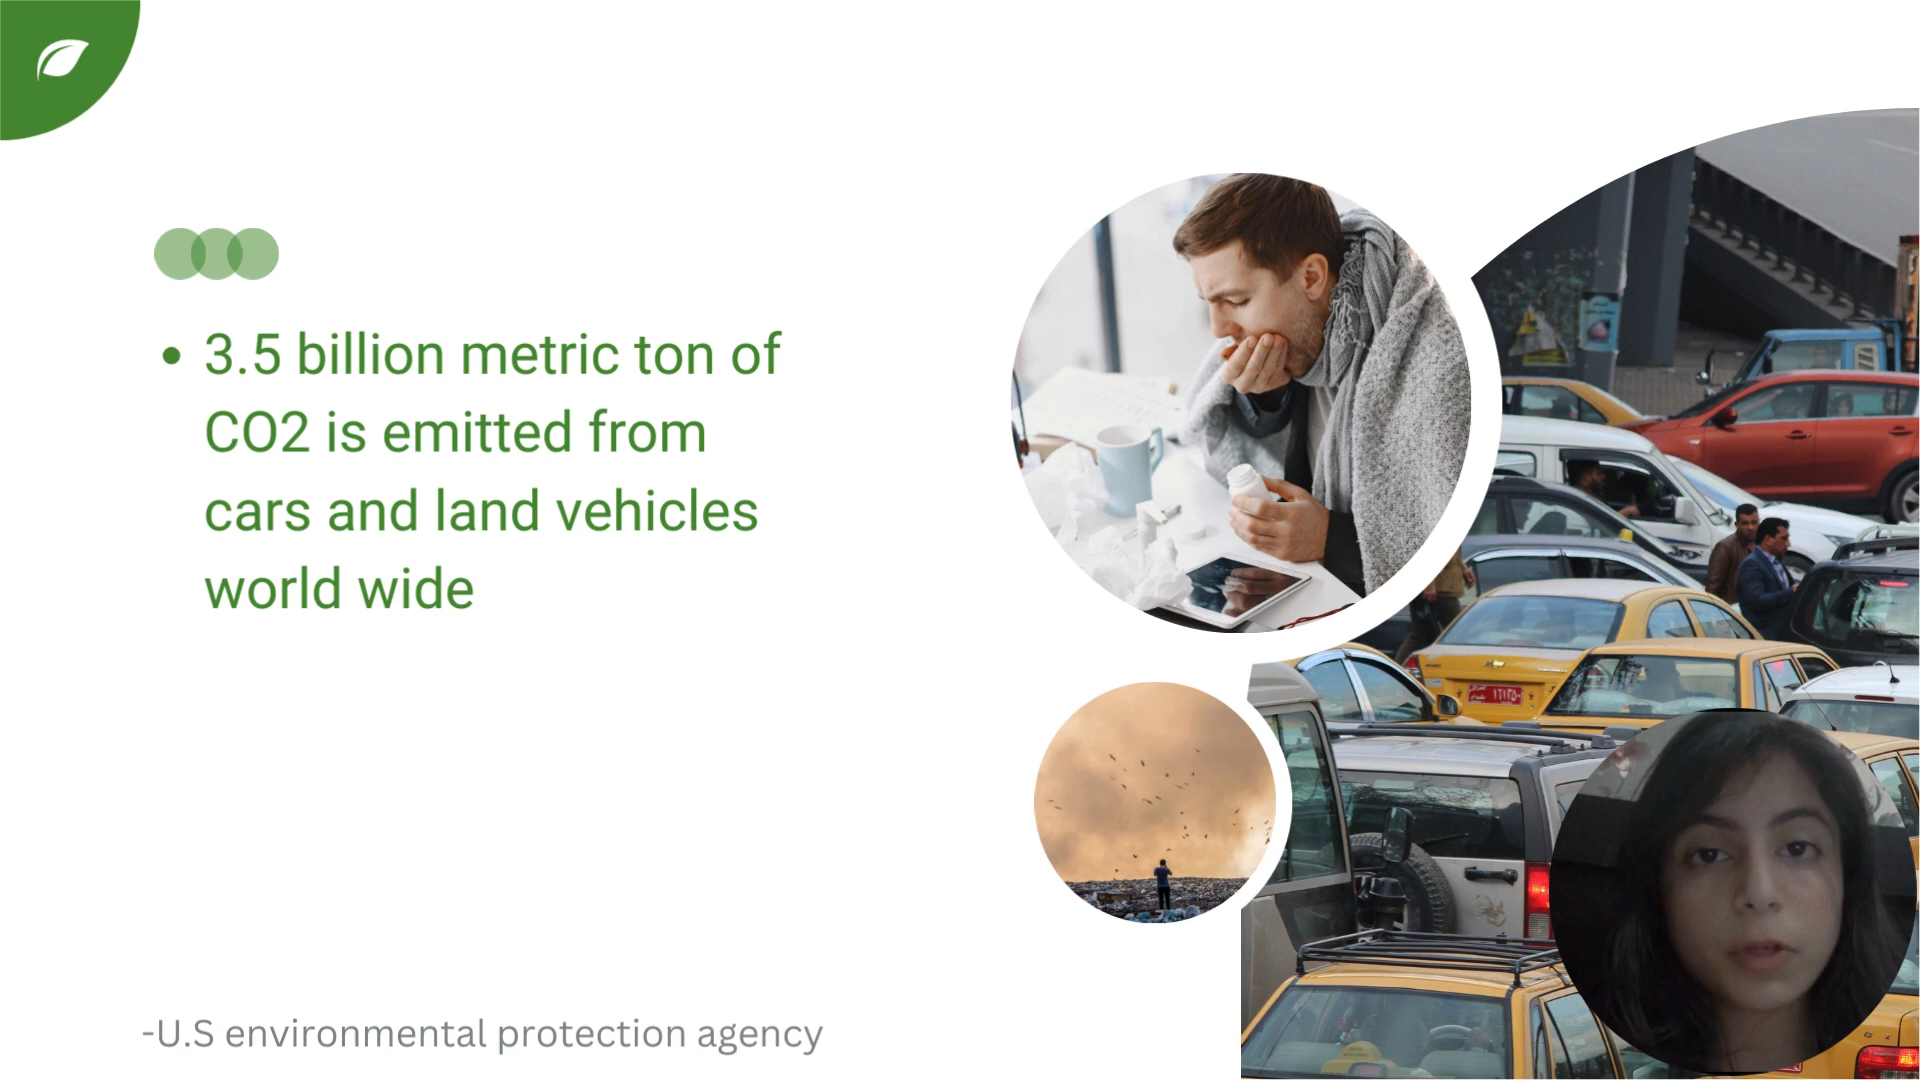 • 3.5 billion metric ton of
CO2 is emitted from
cars and land vehicles
world wide
-U.S environmental protection agency